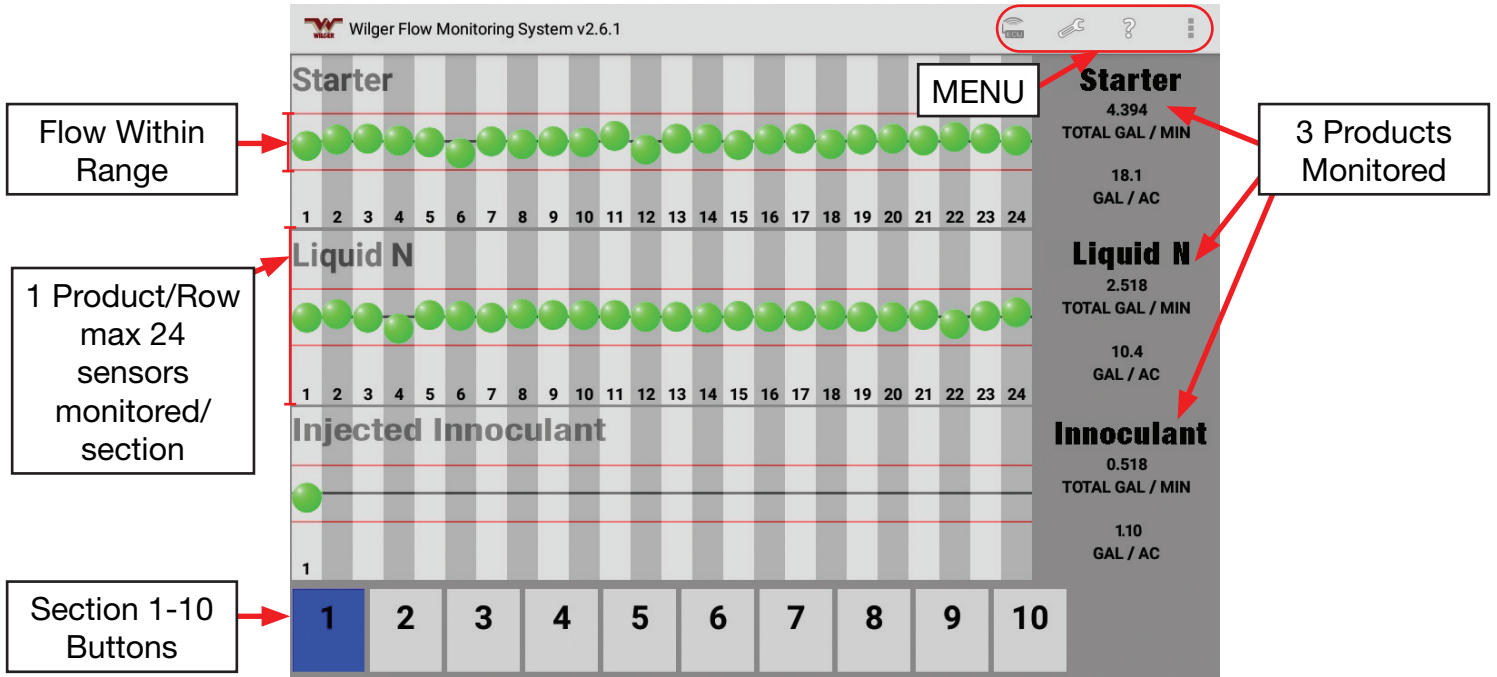 WILGER
Wilger Flow Monitoring System v2.6.1
ECU
?
MENU
Starter
1 2 3 4 5 6 7 8 9 10 11 12 13 14 15 16 17 18 19 20 21 22 23 24
Starter
4.394
TOTAL GAL / MIN
18.1
GAL / AC
Flow Within
Range
3 Products
Monitored
Liquid N
1 2 3 4 5 6 7 8 9 10 11 12 13 14 15 16 17 18 19 20 21 22 23 24
Liquid N
2.518
TOTAL GAL / MIN
10.4
GAL / AC
1 Product/Row
max 24
sensors
monitored/
section
Injected Innoculant
1
Innoculant
0.518
TOTAL GAL / MIN
1.10
GAL / AC
Section 1-10
Buttons
1 2 3 4 5 6 7 8 9 10